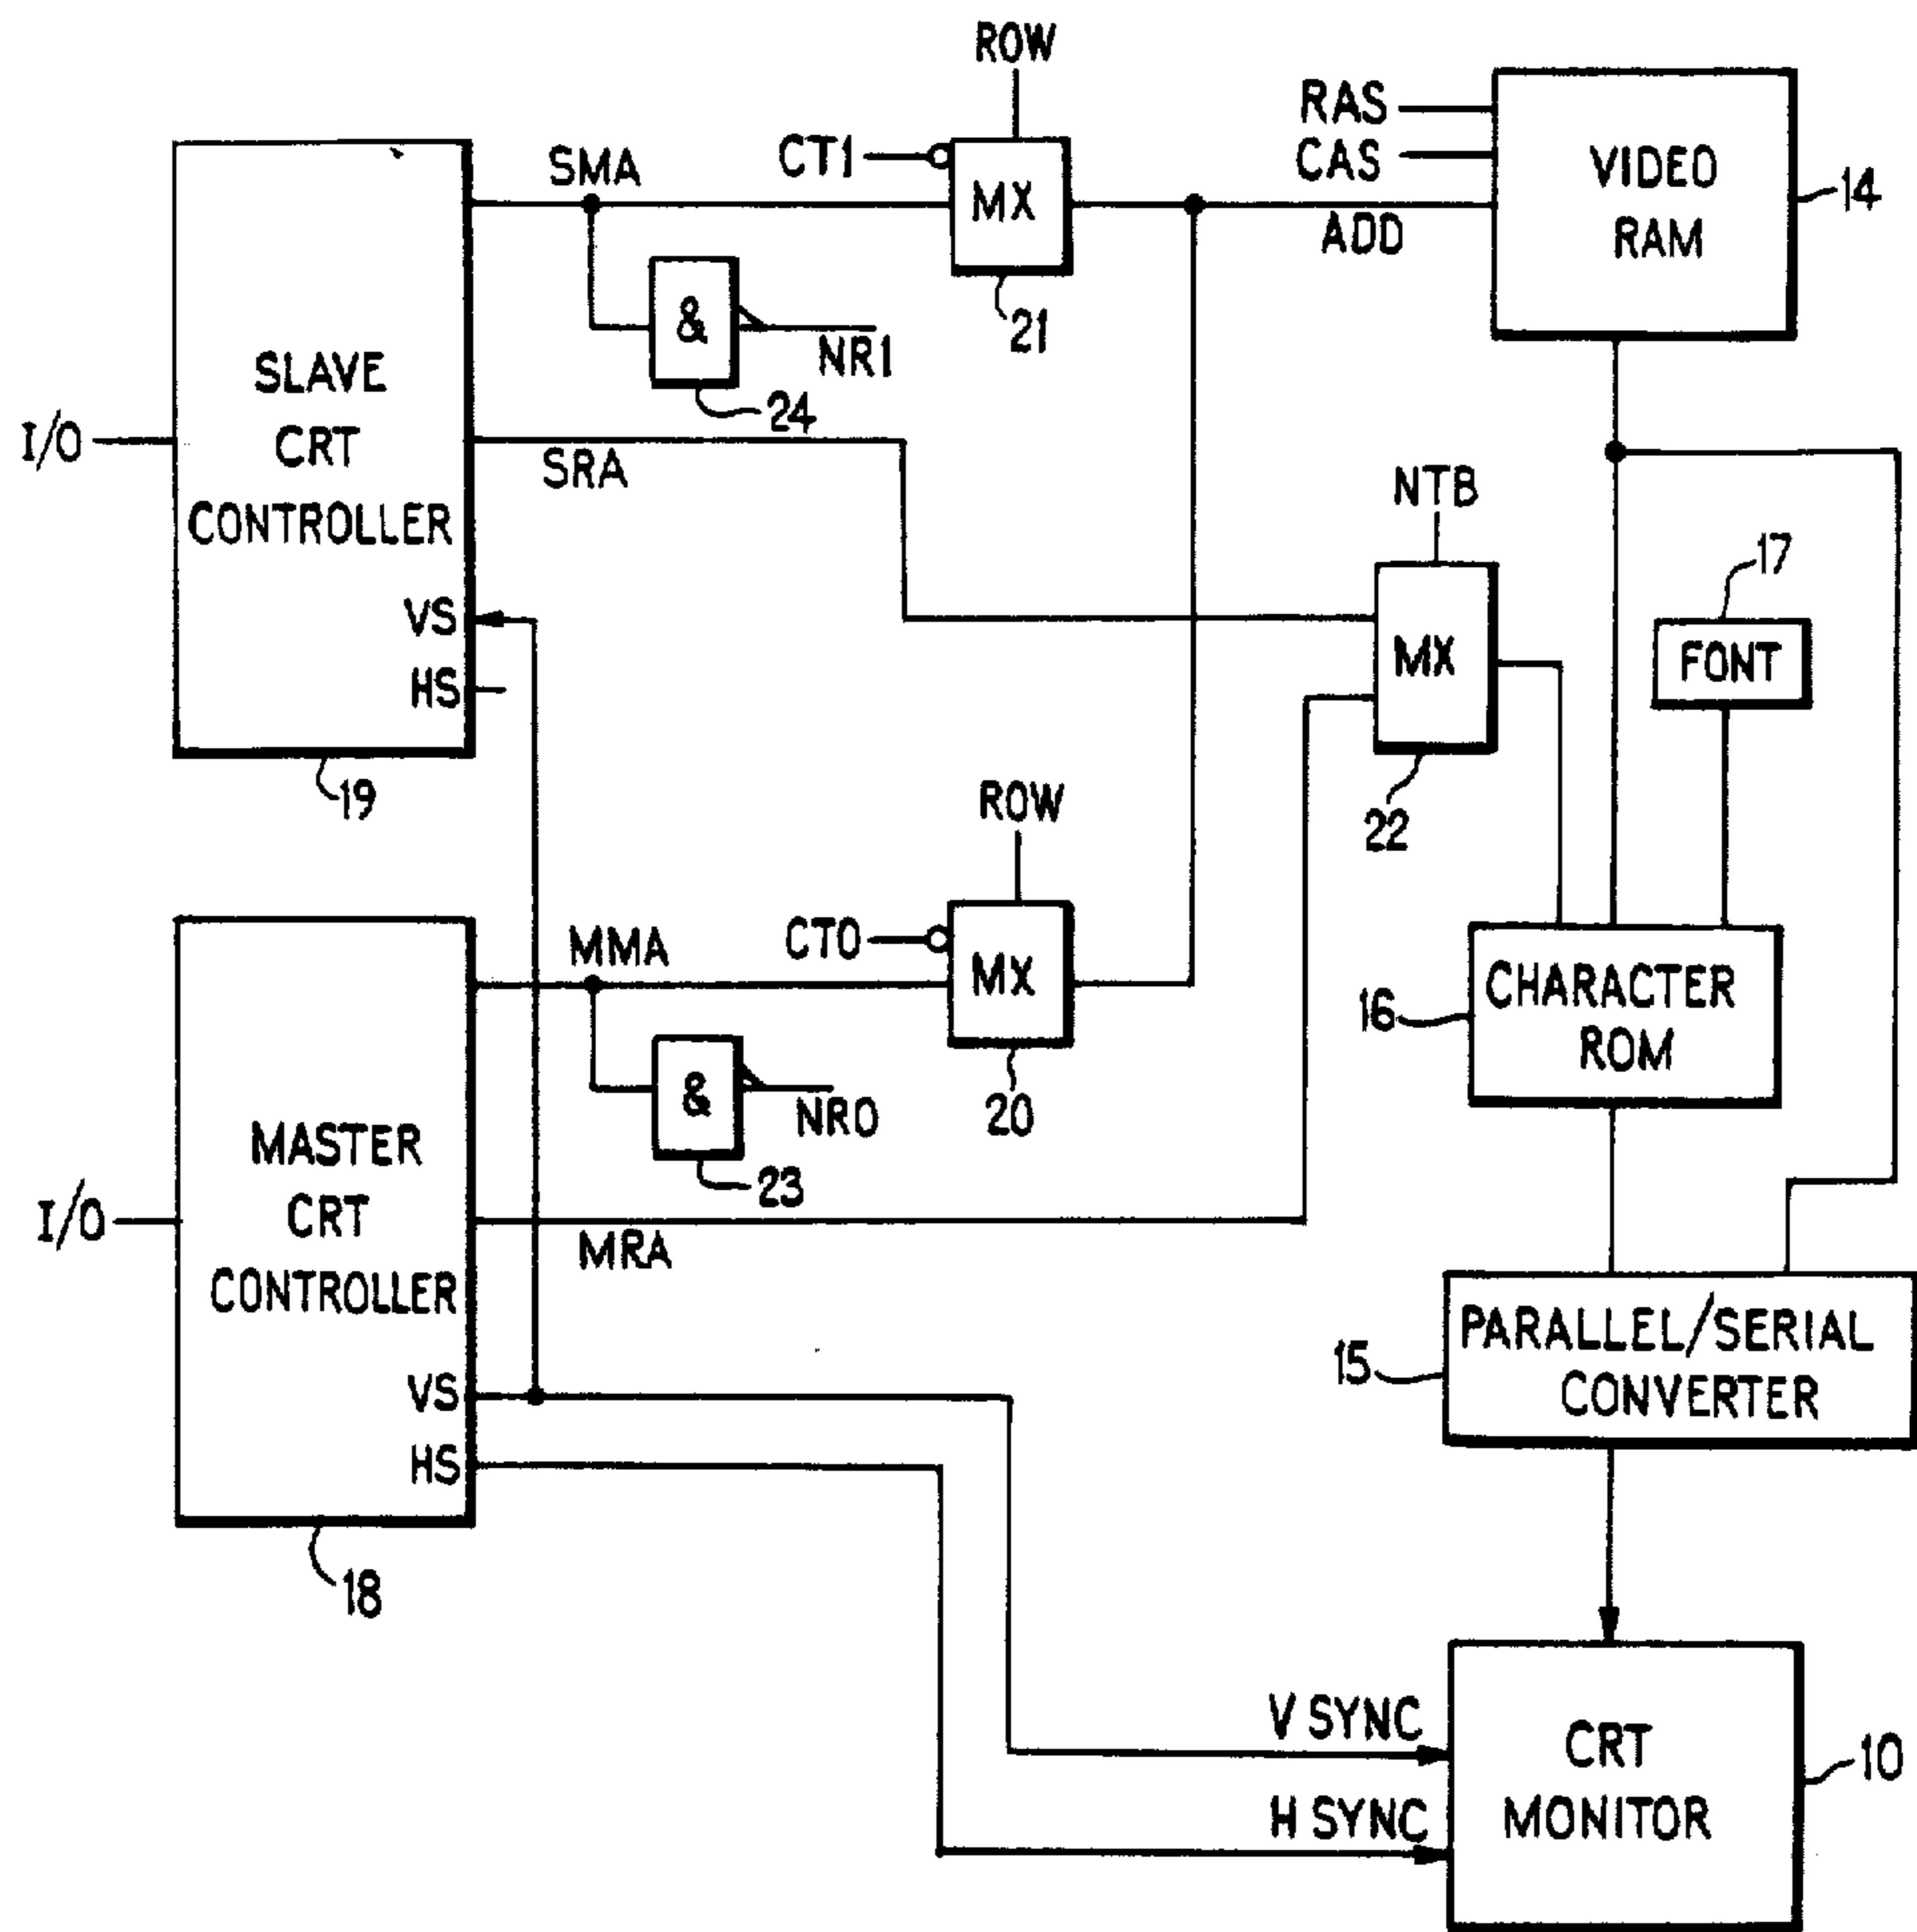 ROW
RAS
CAS
VIDEO
RAM
14
CT1
SMA
MX
ADD
21
&
NR1
24
SLAVE
CRT
CONTROLLER
I/O
SRA
NTB
VS
HS
19
MX
22
17
FONT
ROW
CT0
MMA
MX
20
&
NR0
23
16
CHARACTER
ROM
MASTER
CRT
CONTROLLER
I/O
MRA
VS
HS
18
15
PARALLEL/SERIAL
CONVERTER
V SYNC
H SYNC
CRT
MONITOR
10